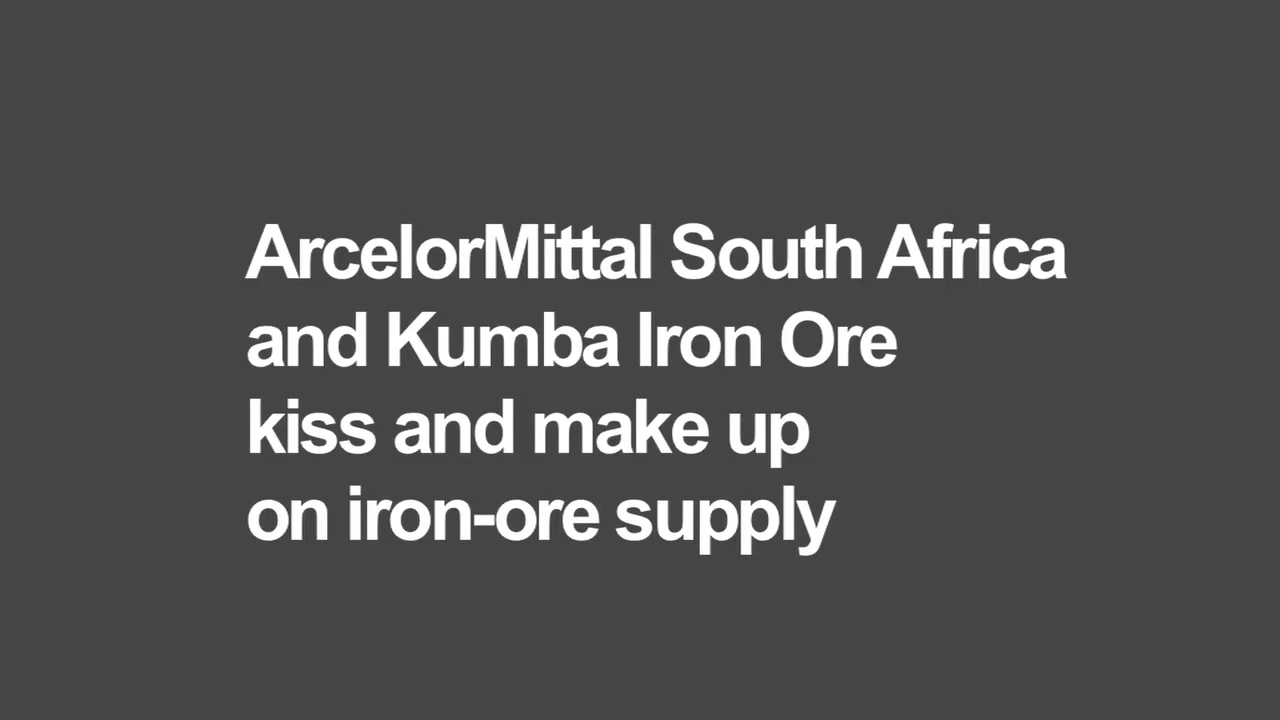 ArcelorMittal South Africa
and Kumba Iron Ore
kiss and make up
on iron-ore supply